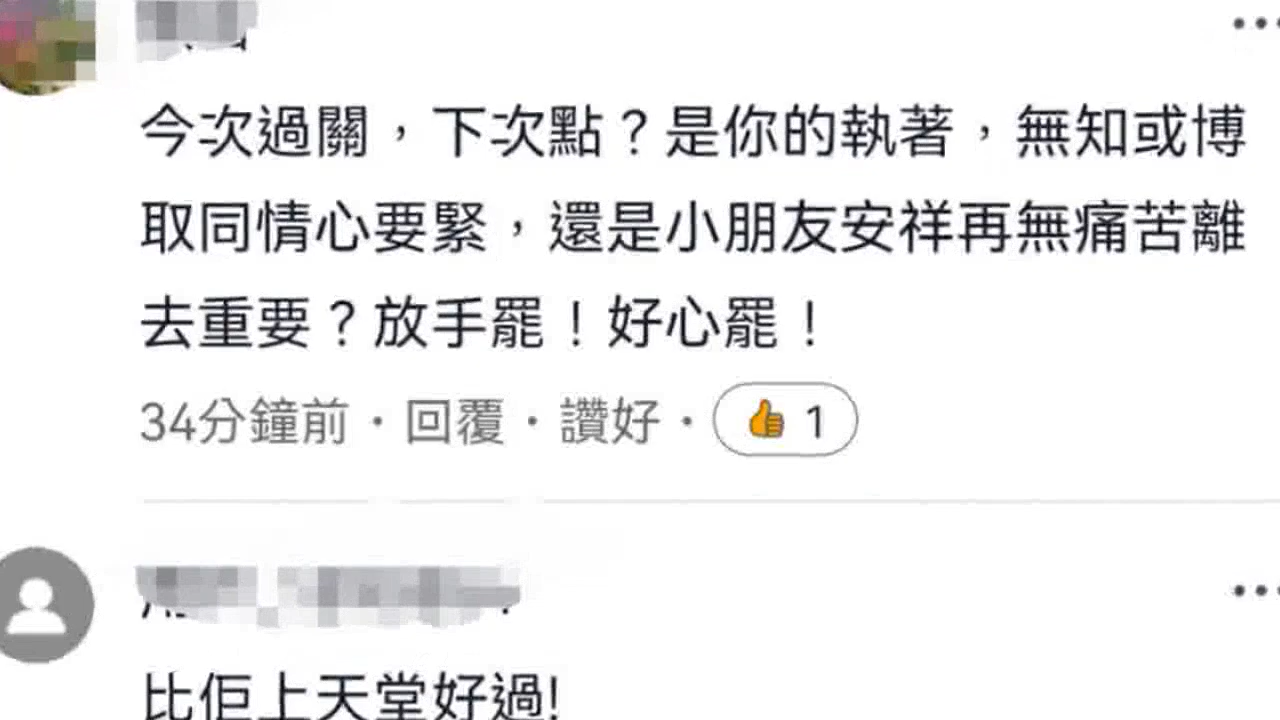 今次過關，下次點？是你的執著，無知或博
取同情心要緊，還是小朋友安祥再無痛苦離
去重要？放手罷！好心罷！
34分鐘前・回覆・讚好・👍 1
比佢上天堂好過!